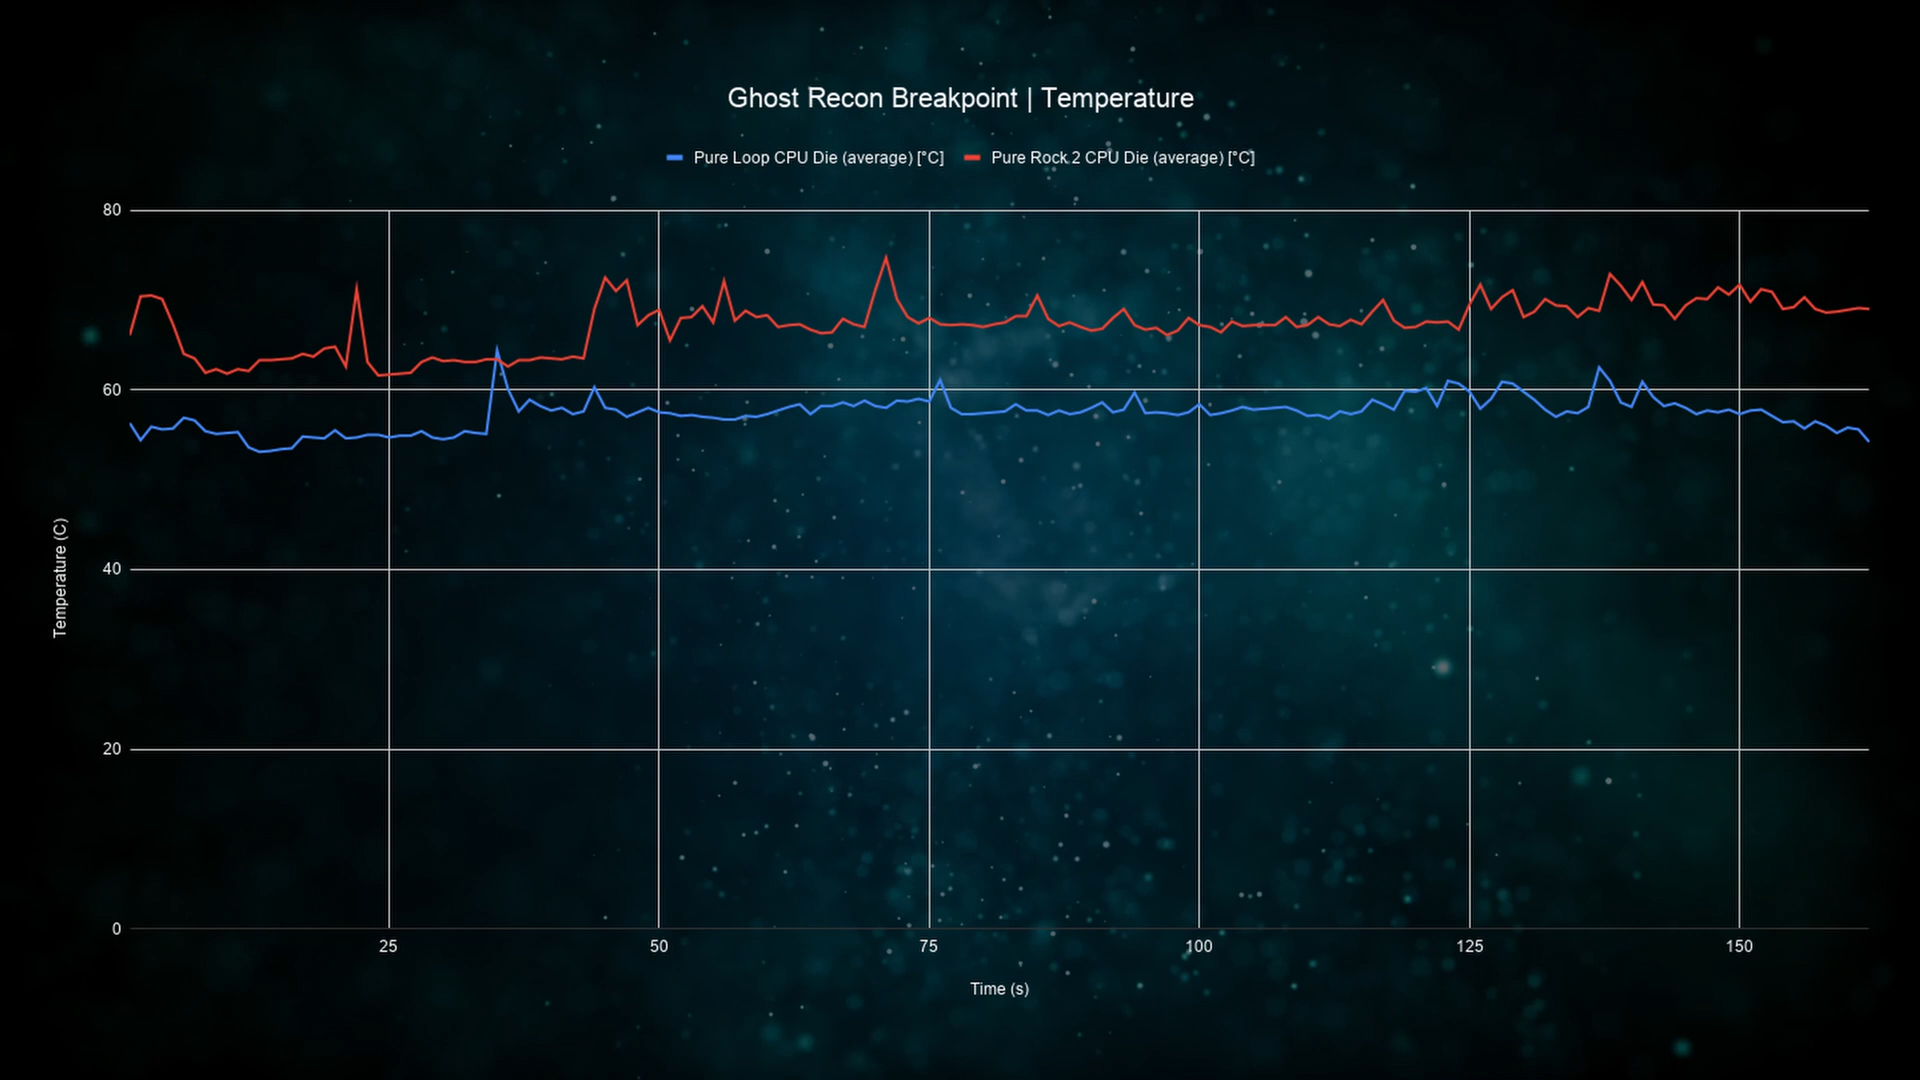 Ghost Recon Breakpoint | Temperature
Pure Loop CPU Die (average) [°C] Pure Rock 2 CPU Die (average) [°C]
80
60
40
20
0
Temperature (C)
25 50 75 100 125 150
Time (s)